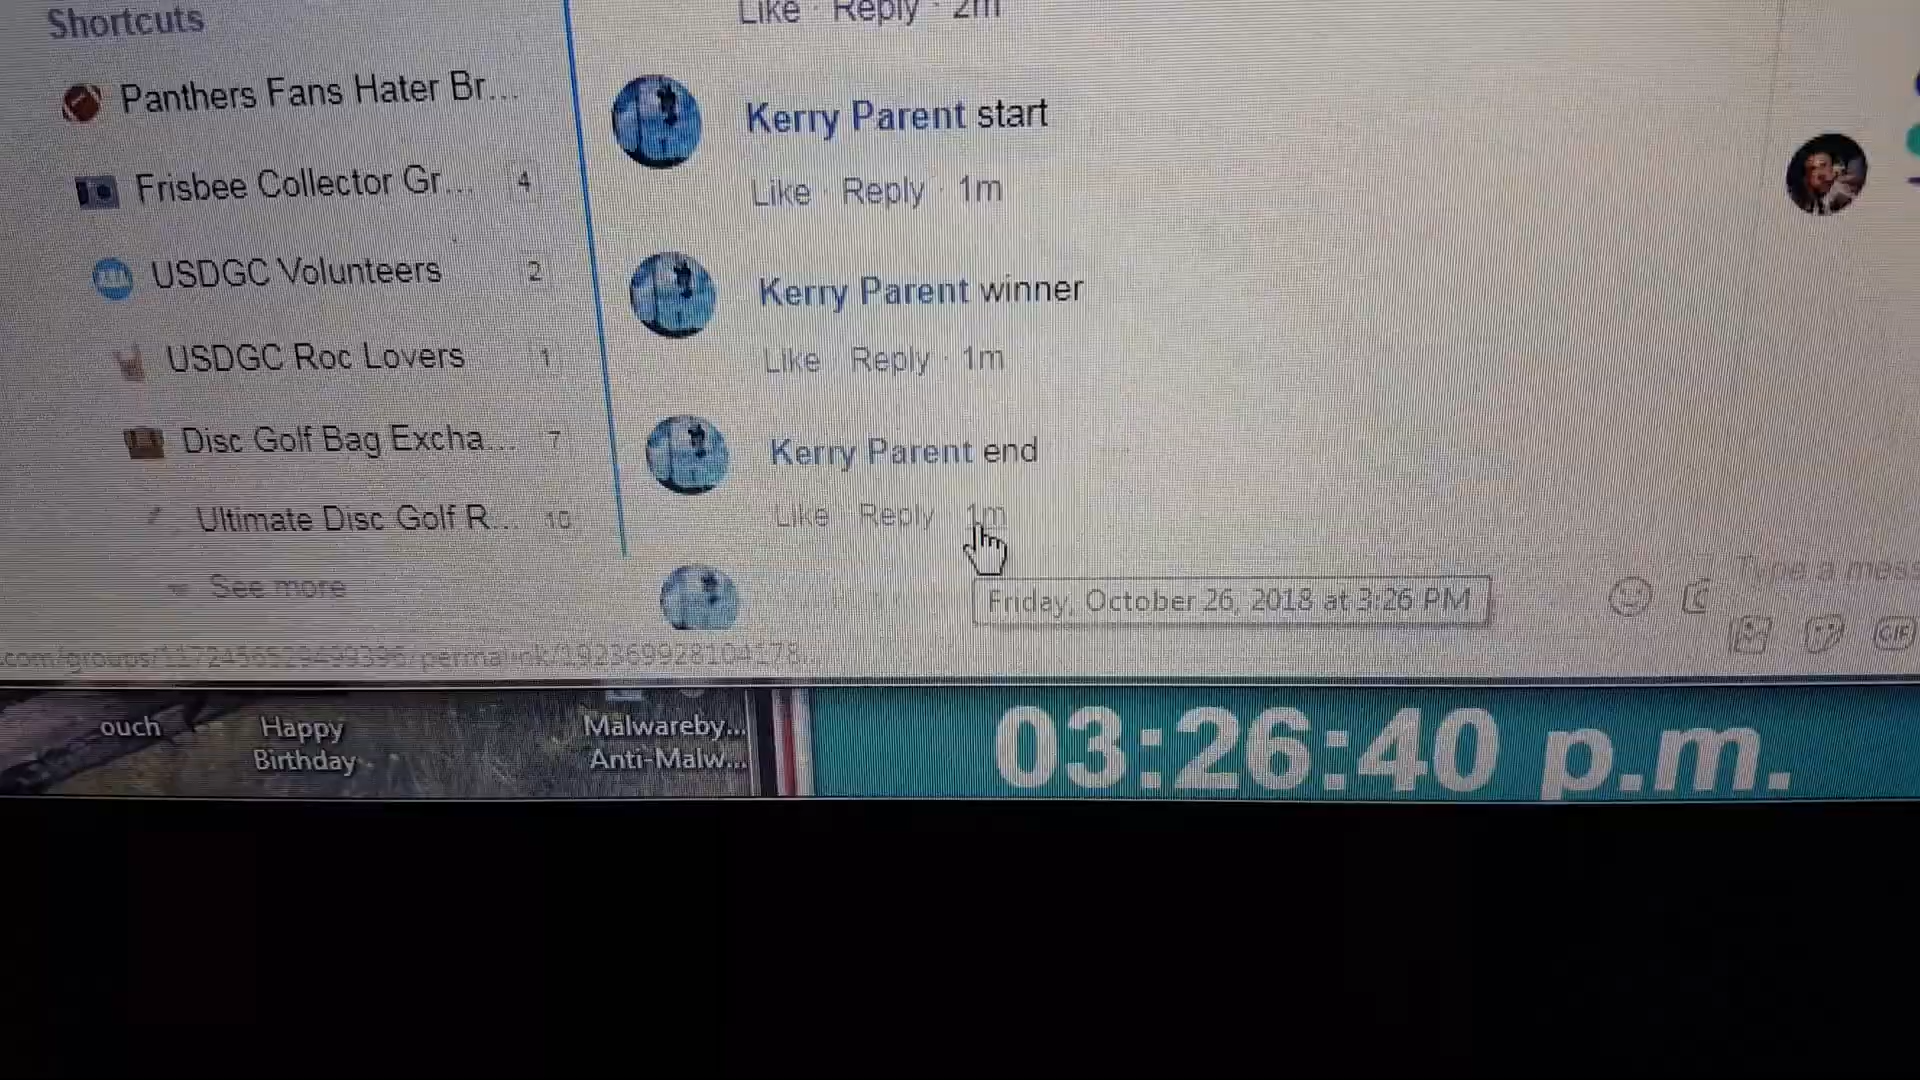 Shortcuts
Panthers Fans Hater Br...
Frisbee Collector Gr... 4
USDGC Volunteers 2
USDGC Roc Lovers 1
Disc Golf Bag Excha... 7
Ultimate Disc Golf R... 10
See more
Like · Reply · 2m
Kerry Parent start
Like · Reply · 1m
Kerry Parent winner
Like Reply · 1m
Kerry Parent end
Like Reply 1m
Friday, October 26, 2018 at 3:26 PM
Type a mess
GIF
ouch
Happy
Birthday
Malwareby...
Anti-Malw...
03:26:40 p.m.